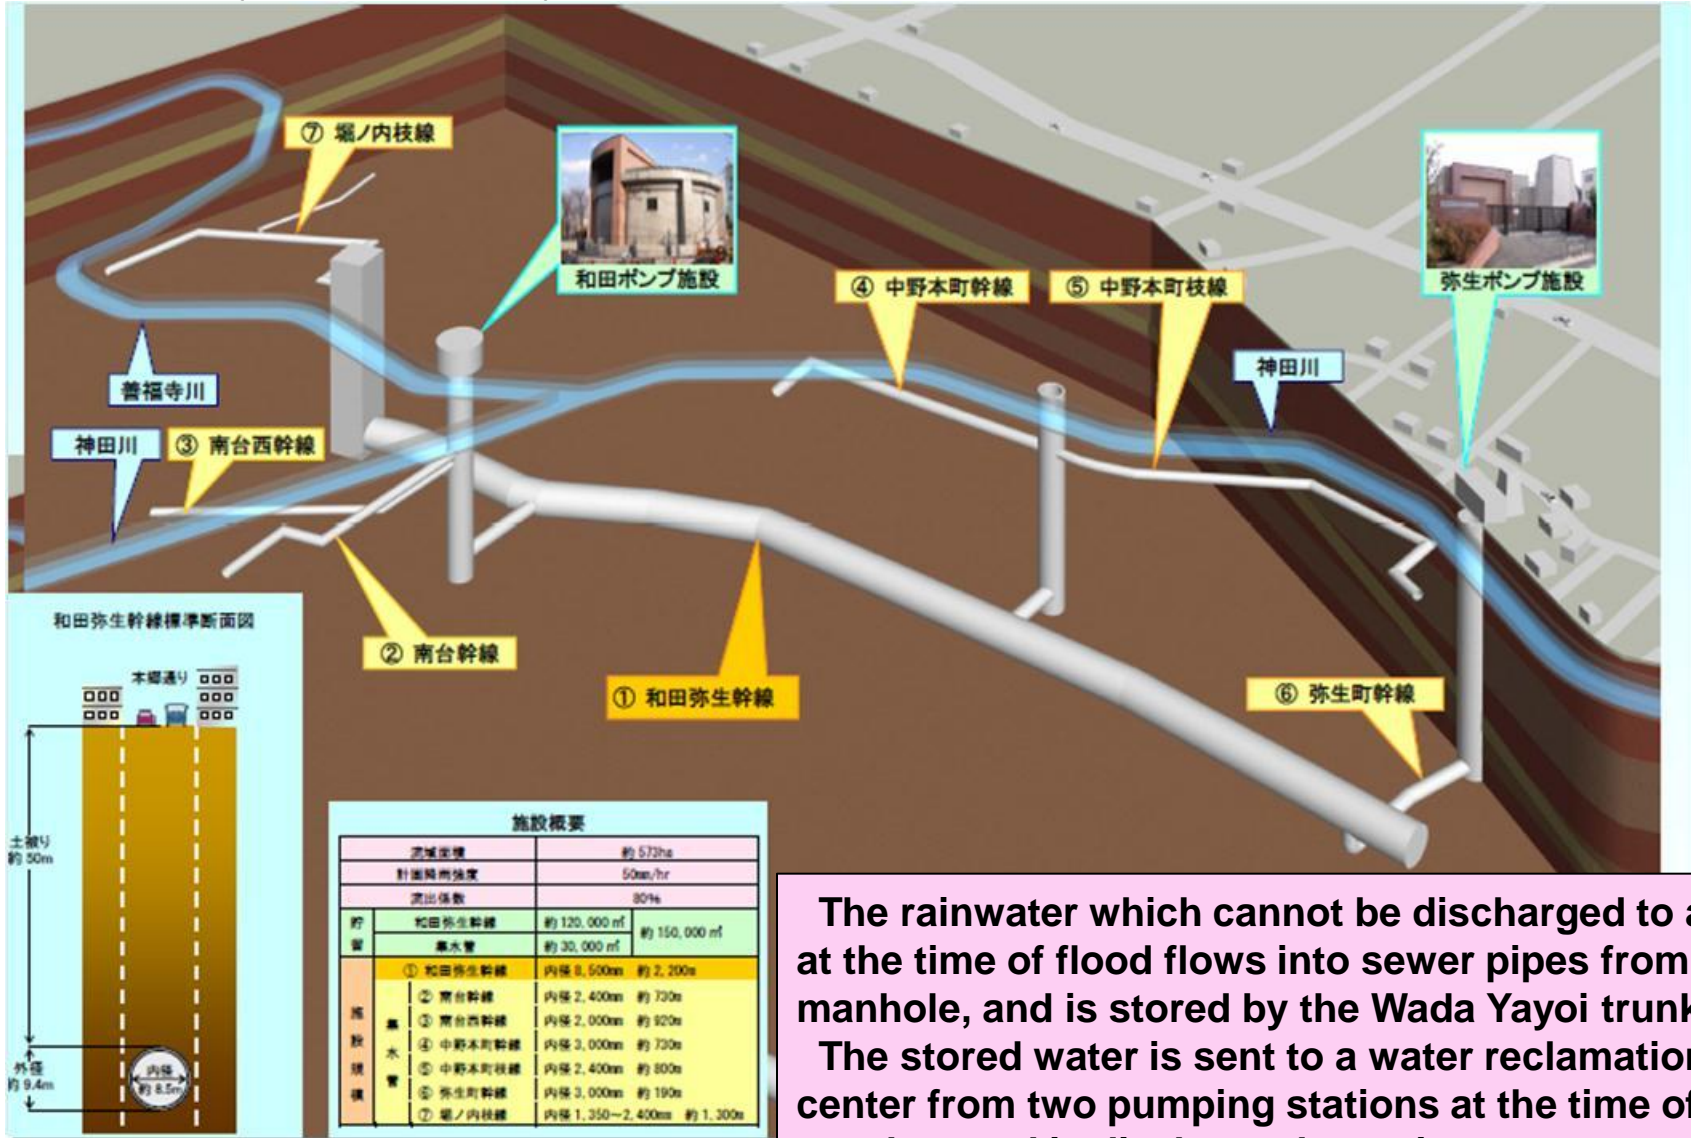 ⑦ 堀ノ内枝線
和田ポンプ施設
弥生ポンプ施設
④ 中野本町幹線
⑤ 中野本町枝線
神田川
善福寺川
神田川
③ 南台西幹線
② 南台幹線
① 和田弥生幹線
⑥ 弥生町幹線
和田弥生幹線標準断面図
本郷通り
土被り
約 50m
外径
約 9.4m
内径
約 8.5m
施設概要
流域面積 約 573ha
計画降雨強度 50mm/hr
流出係数 80%
貯留 和田弥生幹線 約 120,000 ㎥ 約 150,000 ㎥
集水管 約 30,000 ㎥
施設規模 ① 和田弥生幹線 内径 8,500mm 約 2,200m
集水管 ② 南台幹線 内径 2,400mm 約 730m
③ 南台西幹線 内径 2,000mm 約 920m
④ 中野本町幹線 内径 3,000mm 約 730m
⑤ 中野本町枝線 内径 2,400mm 約 800m
⑥ 弥生町幹線 内径 3,000mm 約 190m
⑦ 堀ノ内枝線 内径 1,350～2,400mm 約 1,300m
The rainwater which cannot be discharged to a
at the time of flood flows into sewer pipes from
manhole, and is stored by the Wada Yayoi trunk
The stored water is sent to a water reclamation
center from two pumping stations at the time of